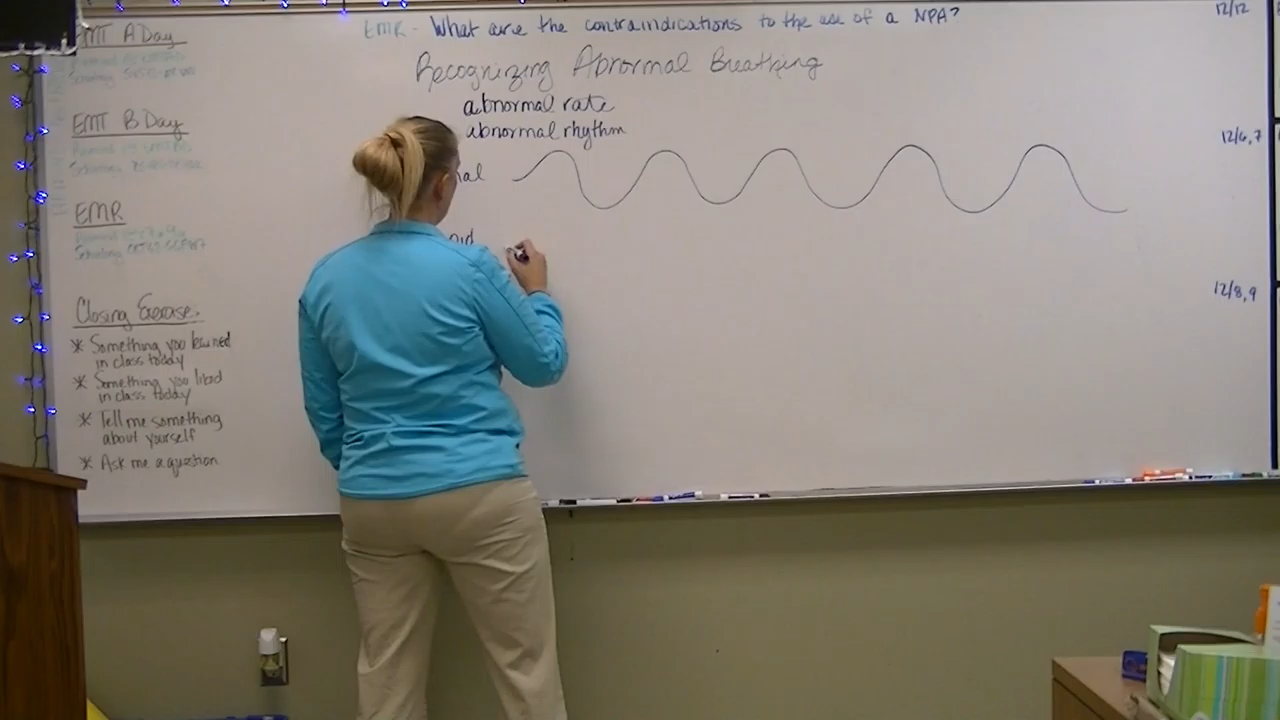 EMR - What are the contraindications to the use of a NPA?
Recognizing Abnormal Breathing
abnormal rate
abnormal rhythm
EMT A Day
EMT B Day
EMR
Closing Exercise:
* Something you learned
in class today
* Something you liked
in class today
* Tell me something
about yourself
* Ask me a question
12/12
12/6,7
12/8,9